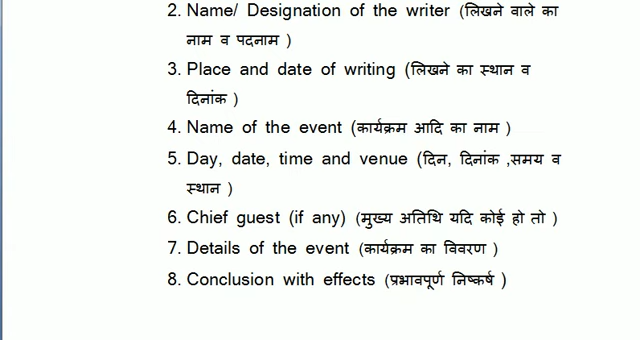 2. Name/ Designation of the writer (लिखने वाले का
नाम व पदनाम )
3. Place and date of writing (लिखने का स्थान व
दिनांक )
4. Name of the event (कार्यक्रम आदि का नाम )
5. Day, date, time and venue (दिन, दिनांक ,समय व
स्थान )
6. Chief guest (if any) (मुख्य अतिथि यदि कोई हो तो )
7. Details of the event (कार्यक्रम का विवरण )
8. Conclusion with effects (प्रभावपूर्ण निष्कर्ष )